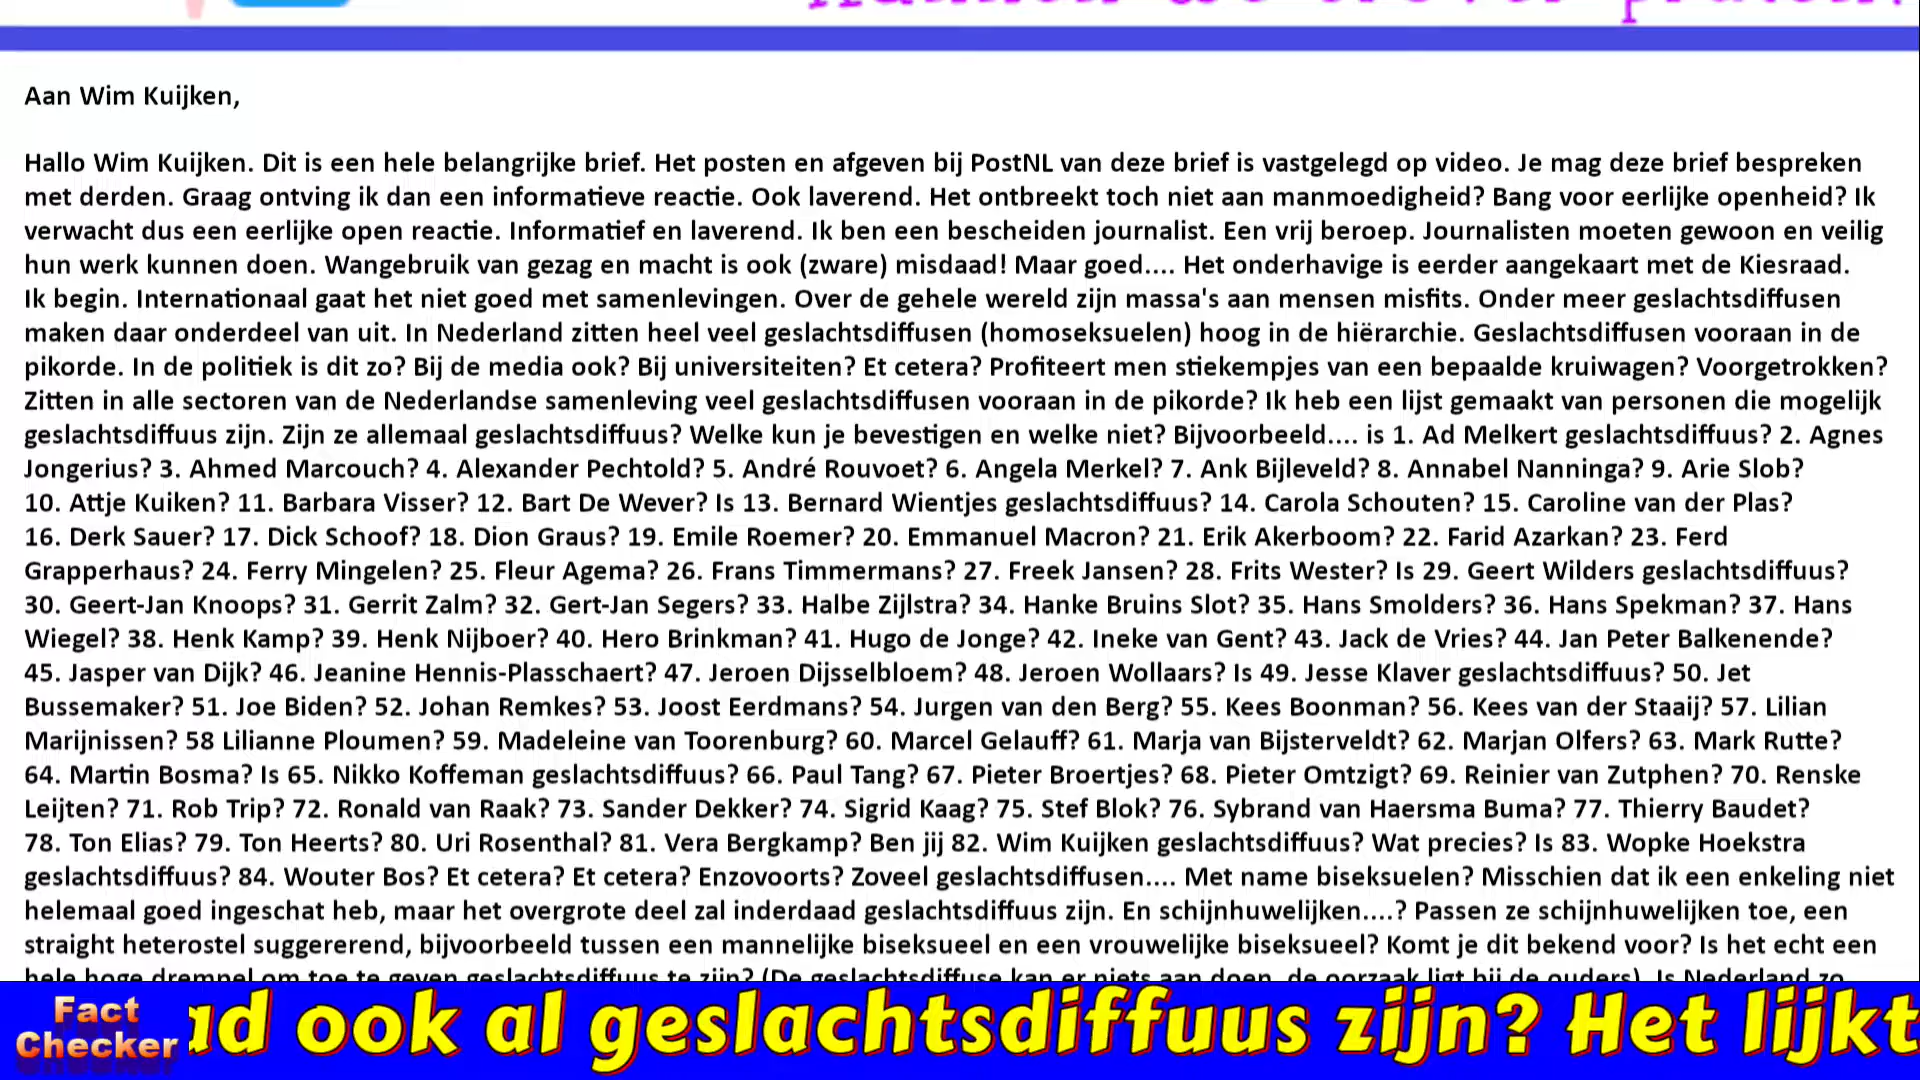 Aan Wim Kuijken,
Hallo Wim Kuijken. Dit is een hele belangrijke brief. Het posten en afgeven bij PostNL van deze brief is vastgelegd op video. Je mag deze brief bespreken
met derden. Graag ontving ik dan een informatieve reactie. Ook laverend. Het ontbreekt toch niet aan manmoedigheid? Bang voor eerlijke openheid? Ik
verwacht dus een eerlijke open reactie. Informatief en laverend. Ik ben een bescheiden journalist. Een vrij beroep. Journalisten moeten gewoon en veilig
hun werk kunnen doen. Wangebruik van gezag en macht is ook (zware) misdaad! Maar goed.... Het onderhavige is eerder aangekaart met de Kiesraad.
Ik begin. Internationaal gaat het niet goed met samenlevingen. Over de gehele wereld zijn massa's aan mensen misfits. Onder meer geslachtsdiffusen
maken daar onderdeel van uit. In Nederland zitten heel veel geslachtsdiffusen (homoseksuelen) hoog in de hiërarchie. Geslachtsdiffusen vooraan in de
pikorde. In de politiek is dit zo? Bij de media ook? Bij universiteiten? Et cetera? Profiteert men stiekempjes van een bepaalde kruiwagen? Voorgetrokken?
Zitten in alle sectoren van de Nederlandse samenleving veel geslachtsdiffusen vooraan in de pikorde? Ik heb een lijst gemaakt van personen die mogelijk
geslachtsdiffuus zijn. Zijn ze allemaal geslachtsdiffuus? Welke kun je bevestigen en welke niet? Bijvoorbeeld.... is 1. Ad Melkert geslachtsdiffuus? 2. Agnes
Jongerius? 3. Ahmed Marcouch? 4. Alexander Pechtold? 5. André Rouvoet? 6. Angela Merkel? 7. Ank Bijleveld? 8. Annabel Nanninga? 9. Arie Slob?
10. Attje Kuiken? 11. Barbara Visser? 12. Bart De Wever? Is 13. Bernard Wientjes geslachtsdiffuus? 14. Carola Schouten? 15. Caroline van der Plas?
16. Derk Sauer? 17. Dick Schoof? 18. Dion Graus? 19. Emile Roemer? 20. Emmanuel Macron? 21. Erik Akerboom? 22. Farid Azarkan? 23. Ferd
Grapperhaus? 24. Ferry Mingelen? 25. Fleur Agema? 26. Frans Timmermans? 27. Freek Jansen? 28. Frits Wester? Is 29. Geert Wilders geslachtsdiffuus?
30. Geert-Jan Knoops? 31. Gerrit Zalm? 32. Gert-Jan Segers? 33. Halbe Zijlstra? 34. Hanke Bruins Slot? 35. Hans Smolders? 36. Hans Spekman? 37. Hans
Wiegel? 38. Henk Kamp? 39. Henk Nijboer? 40. Hero Brinkman? 41. Hugo de Jonge? 42. Ineke van Gent? 43. Jack de Vries? 44. Jan Peter Balkenende?
45. Jasper van Dijk? 46. Jeanine Hennis-Plasschaert? 47. Jeroen Dijsselbloem? 48. Jeroen Wollaars? Is 49. Jesse Klaver geslachtsdiffuus? 50. Jet
Bussemaker? 51. Joe Biden? 52. Johan Remkes? 53. Joost Eerdmans? 54. Jurgen van den Berg? 55. Kees Boonman? 56. Kees van der Staaij? 57. Lilian
Marijnissen? 58 Lilianne Ploumen? 59. Madeleine van Toorenburg? 60. Marcel Gelauff? 61. Marja van Bijsterveldt? 62. Marjan Olfers? 63. Mark Rutte?
64. Martin Bosma? Is 65. Nikko Koffeman geslachtsdiffuus? 66. Paul Tang? 67. Pieter Broertjes? 68. Pieter Omtzigt? 69. Reinier van Zutphen? 70. Renske
Leijten? 71. Rob Trip? 72. Ronald van Raak? 73. Sander Dekker? 74. Sigrid Kaag? 75. Stef Blok? 76. Sybrand van Haersma Buma? 77. Thierry Baudet?
78. Ton Elias? 79. Ton Heerts? 80. Uri Rosenthal? 81. Vera Bergkamp? Ben jij 82. Wim Kuijken geslachtsdiffuus? Wat precies? Is 83. Wopke Hoekstra
geslachtsdiffuus? 84. Wouter Bos? Et cetera? Et cetera? Enzovoorts? Zoveel geslachtsdiffusen.... Met name biseksuelen? Misschien dat ik een enkeling niet
helemaal goed ingeschat heb, maar het overgrote deel zal inderdaad geslachtsdiffuus zijn. En schijnhuwelijken....? Passen ze schijnhuwelijken toe, een
straight heterostel suggererend, bijvoorbeeld tussen een mannelijke biseksueel en een vrouwelijke biseksueel? Komt je dit bekend voor? Is het echt een
hele hoge drempel om toe te geven geslachtsdiffuus te zijn? (De geslachtsdiffuse kan er niets aan doen, de oorzaak ligt bij de ouders). Is Nederland zo
Fact
Checker
ad ook al geslachtsdiffuus zijn? Het lijkt